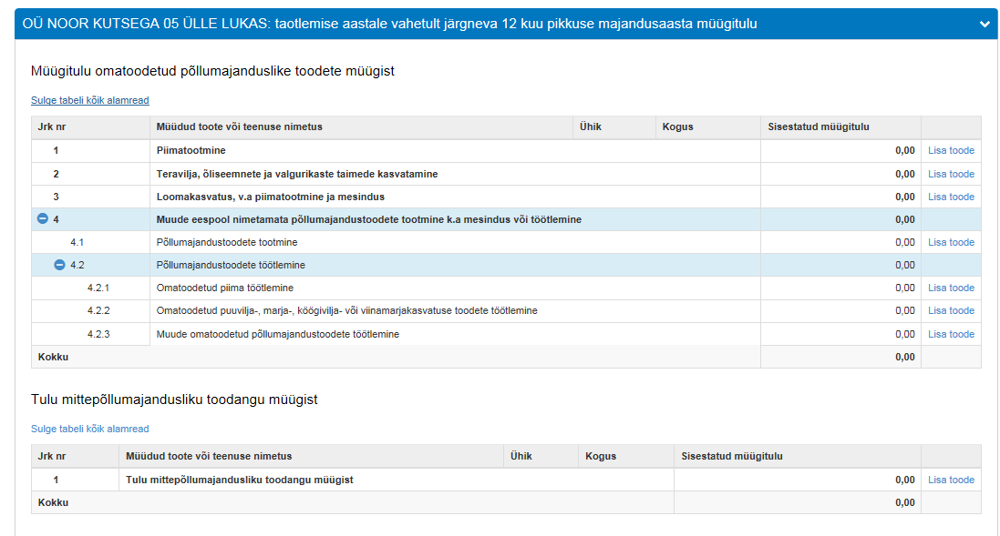 OÜ NOOR KUTSEGA 05 ÜLLE LUKAS: taotlemise aastale vahetult järgneva 12 kuu pikkuse majandusaasta müügitulu
Müügitulu omatoodetud põllumajanduslike toodete müügist
Sulge tabeli kõik alamread
Jrk nr Müüdud toote või teenuse nimetus Ühik Kogus Sisestatud müügitulu
1 Piimatootmine 0,00 Lisa toode
2 Teravilja, õliseemnete ja valgurikaste taimede kasvatamine 0,00 Lisa toode
3 Loomakasvatus, v.a piimatootmine ja mesindus 0,00 Lisa toode
4 Muude eespool nimetamata põllumajandustoodete tootmine k.a mesindus või töötlemine 0,00
4.1 Põllumajandustoodete tootmine 0,00 Lisa toode
4.2 Põllumajandustoodete töötlemine 0,00
4.2.1 Omatoodetud piima töötlemine 0,00 Lisa toode
4.2.2 Omatoodetud puuvilja-, marja-, köögivilja- või viinamarjakasvatuse toodete töötlemine 0,00 Lisa toode
4.2.3 Muude omatoodetud põllumajandustoodete töötlemine 0,00 Lisa toode
Kokku 0,00
Tulu mittepõllumajandusliku toodangu müügist
Sulge tabeli kõik alamread
Jrk nr Müüdud toote või teenuse nimetus Ühik Kogus Sisestatud müügitulu
1 Tulu mittepõllumajandusliku toodangu müügist 0,00 Lisa toode
Kokku 0,00